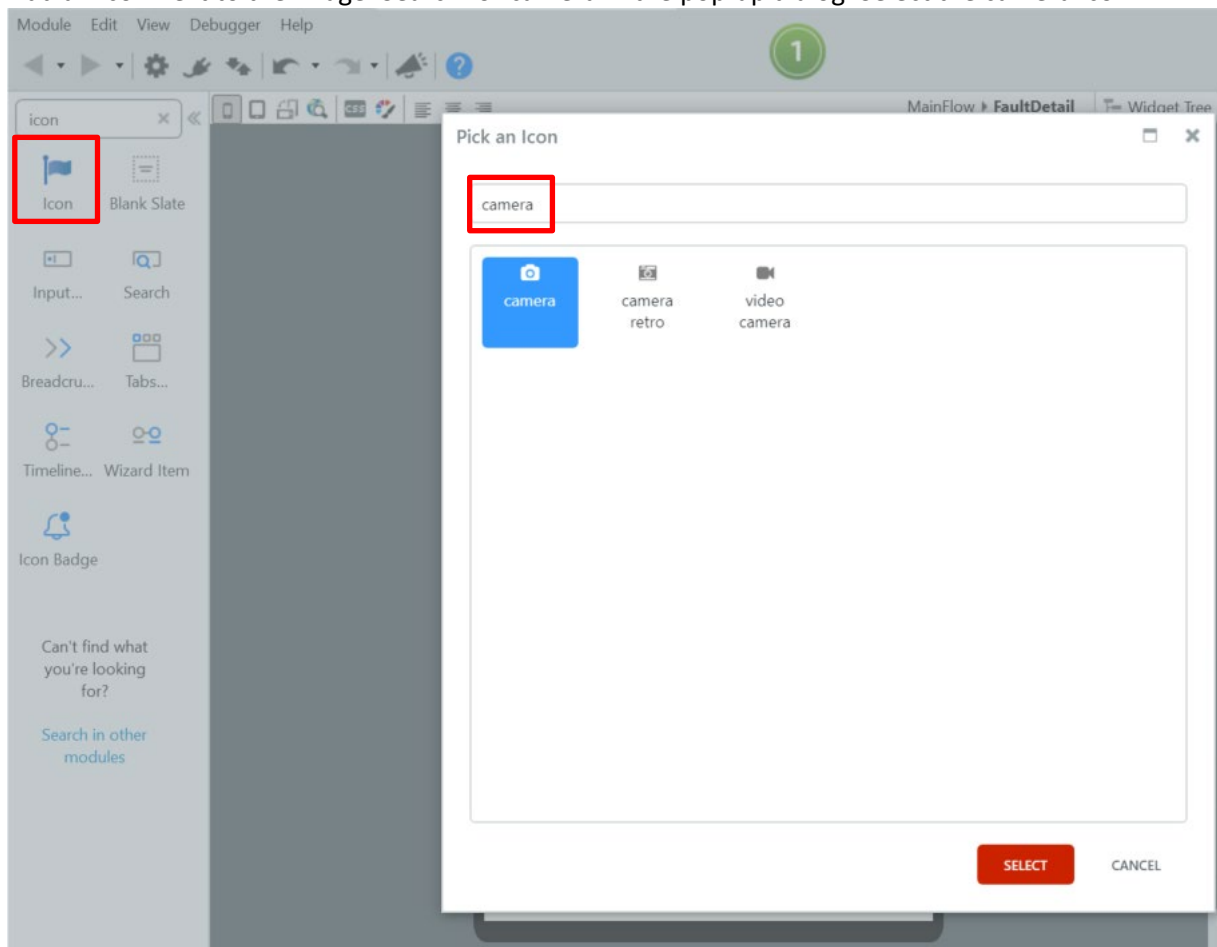 Module Edit View Debugger Help
1
?
icon
CSS
MainFlow FaultDetail Widget Tree
Icon Blank Slate
Input... Search
Breadcru... Tabs...
Timeline... Wizard Item
Icon Badge
Can't find what
you're looking
for?
Search in other
modules
Pick an Icon
camera
camera
camera
retro
video
camera
SELECT CANCEL